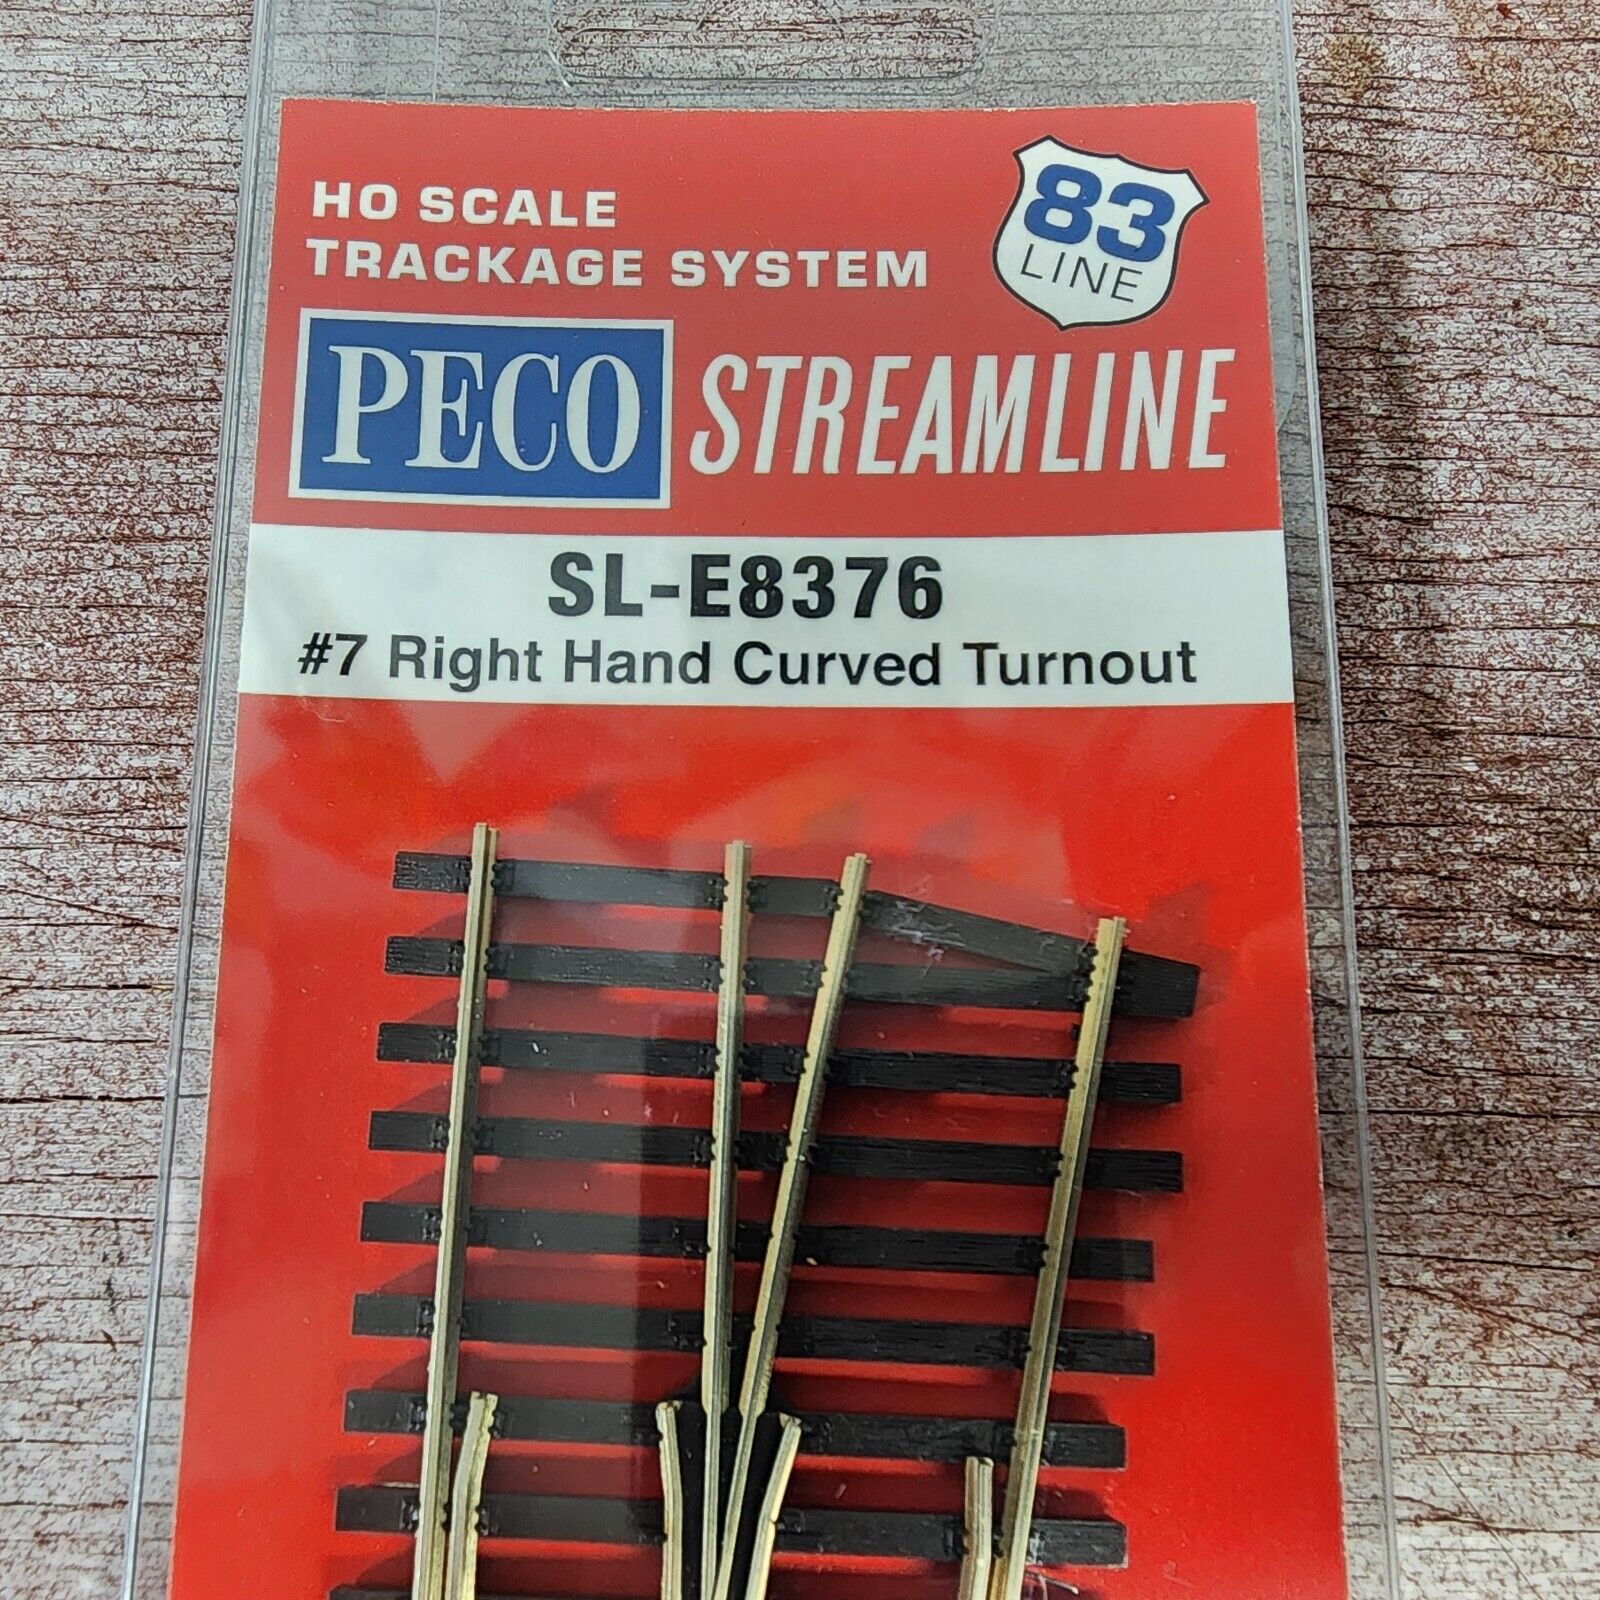 HO SCALE
TRACKAGE SYSTEM
83
LINE
PECO STREAMLINE
SL-E8376
#7 Right Hand Curved Turnout